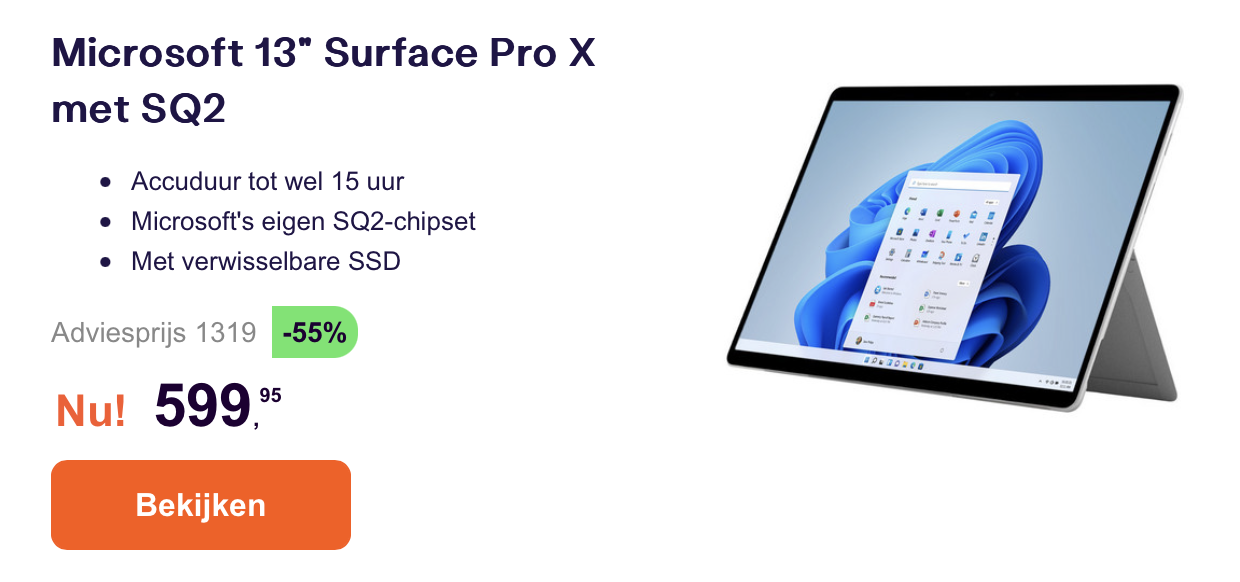 Microsoft 13" Surface Pro X
met SQ2
• Accuduur tot wel 15 uur
• Microsoft's eigen SQ2-chipset
• Met verwisselbare SSD
Adviesprijs 1319 -55%
Nu! 599,95
Bekijken